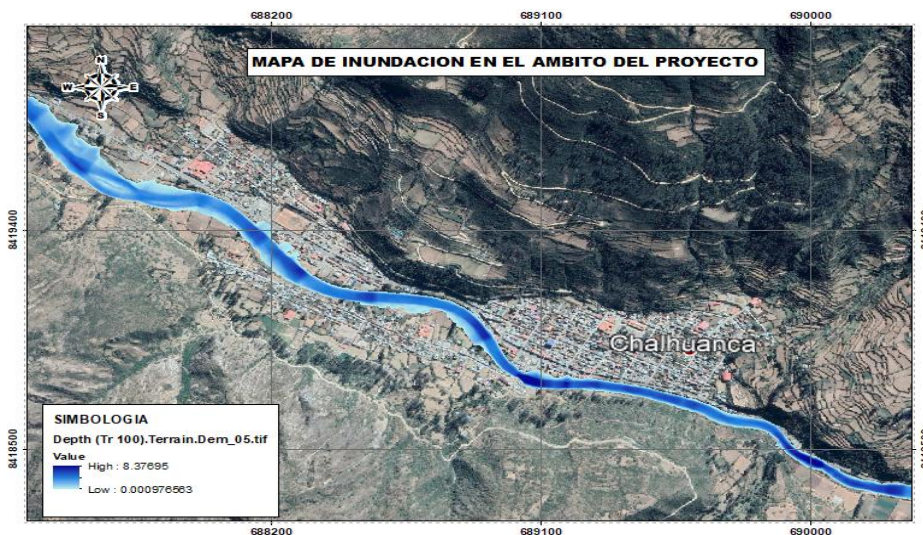 688200 689100 690000
MAPA DE INUNDACION EN EL AMBITO DEL PROYECTO
N
W E
S
8419400
Chalhuanca
SIMBOLOGIA
Depth (Tr 100).Terrain.Dem_05.tif
Value
High : 8.37695
Low : 0.000976563
8418500
688200 689100 690000